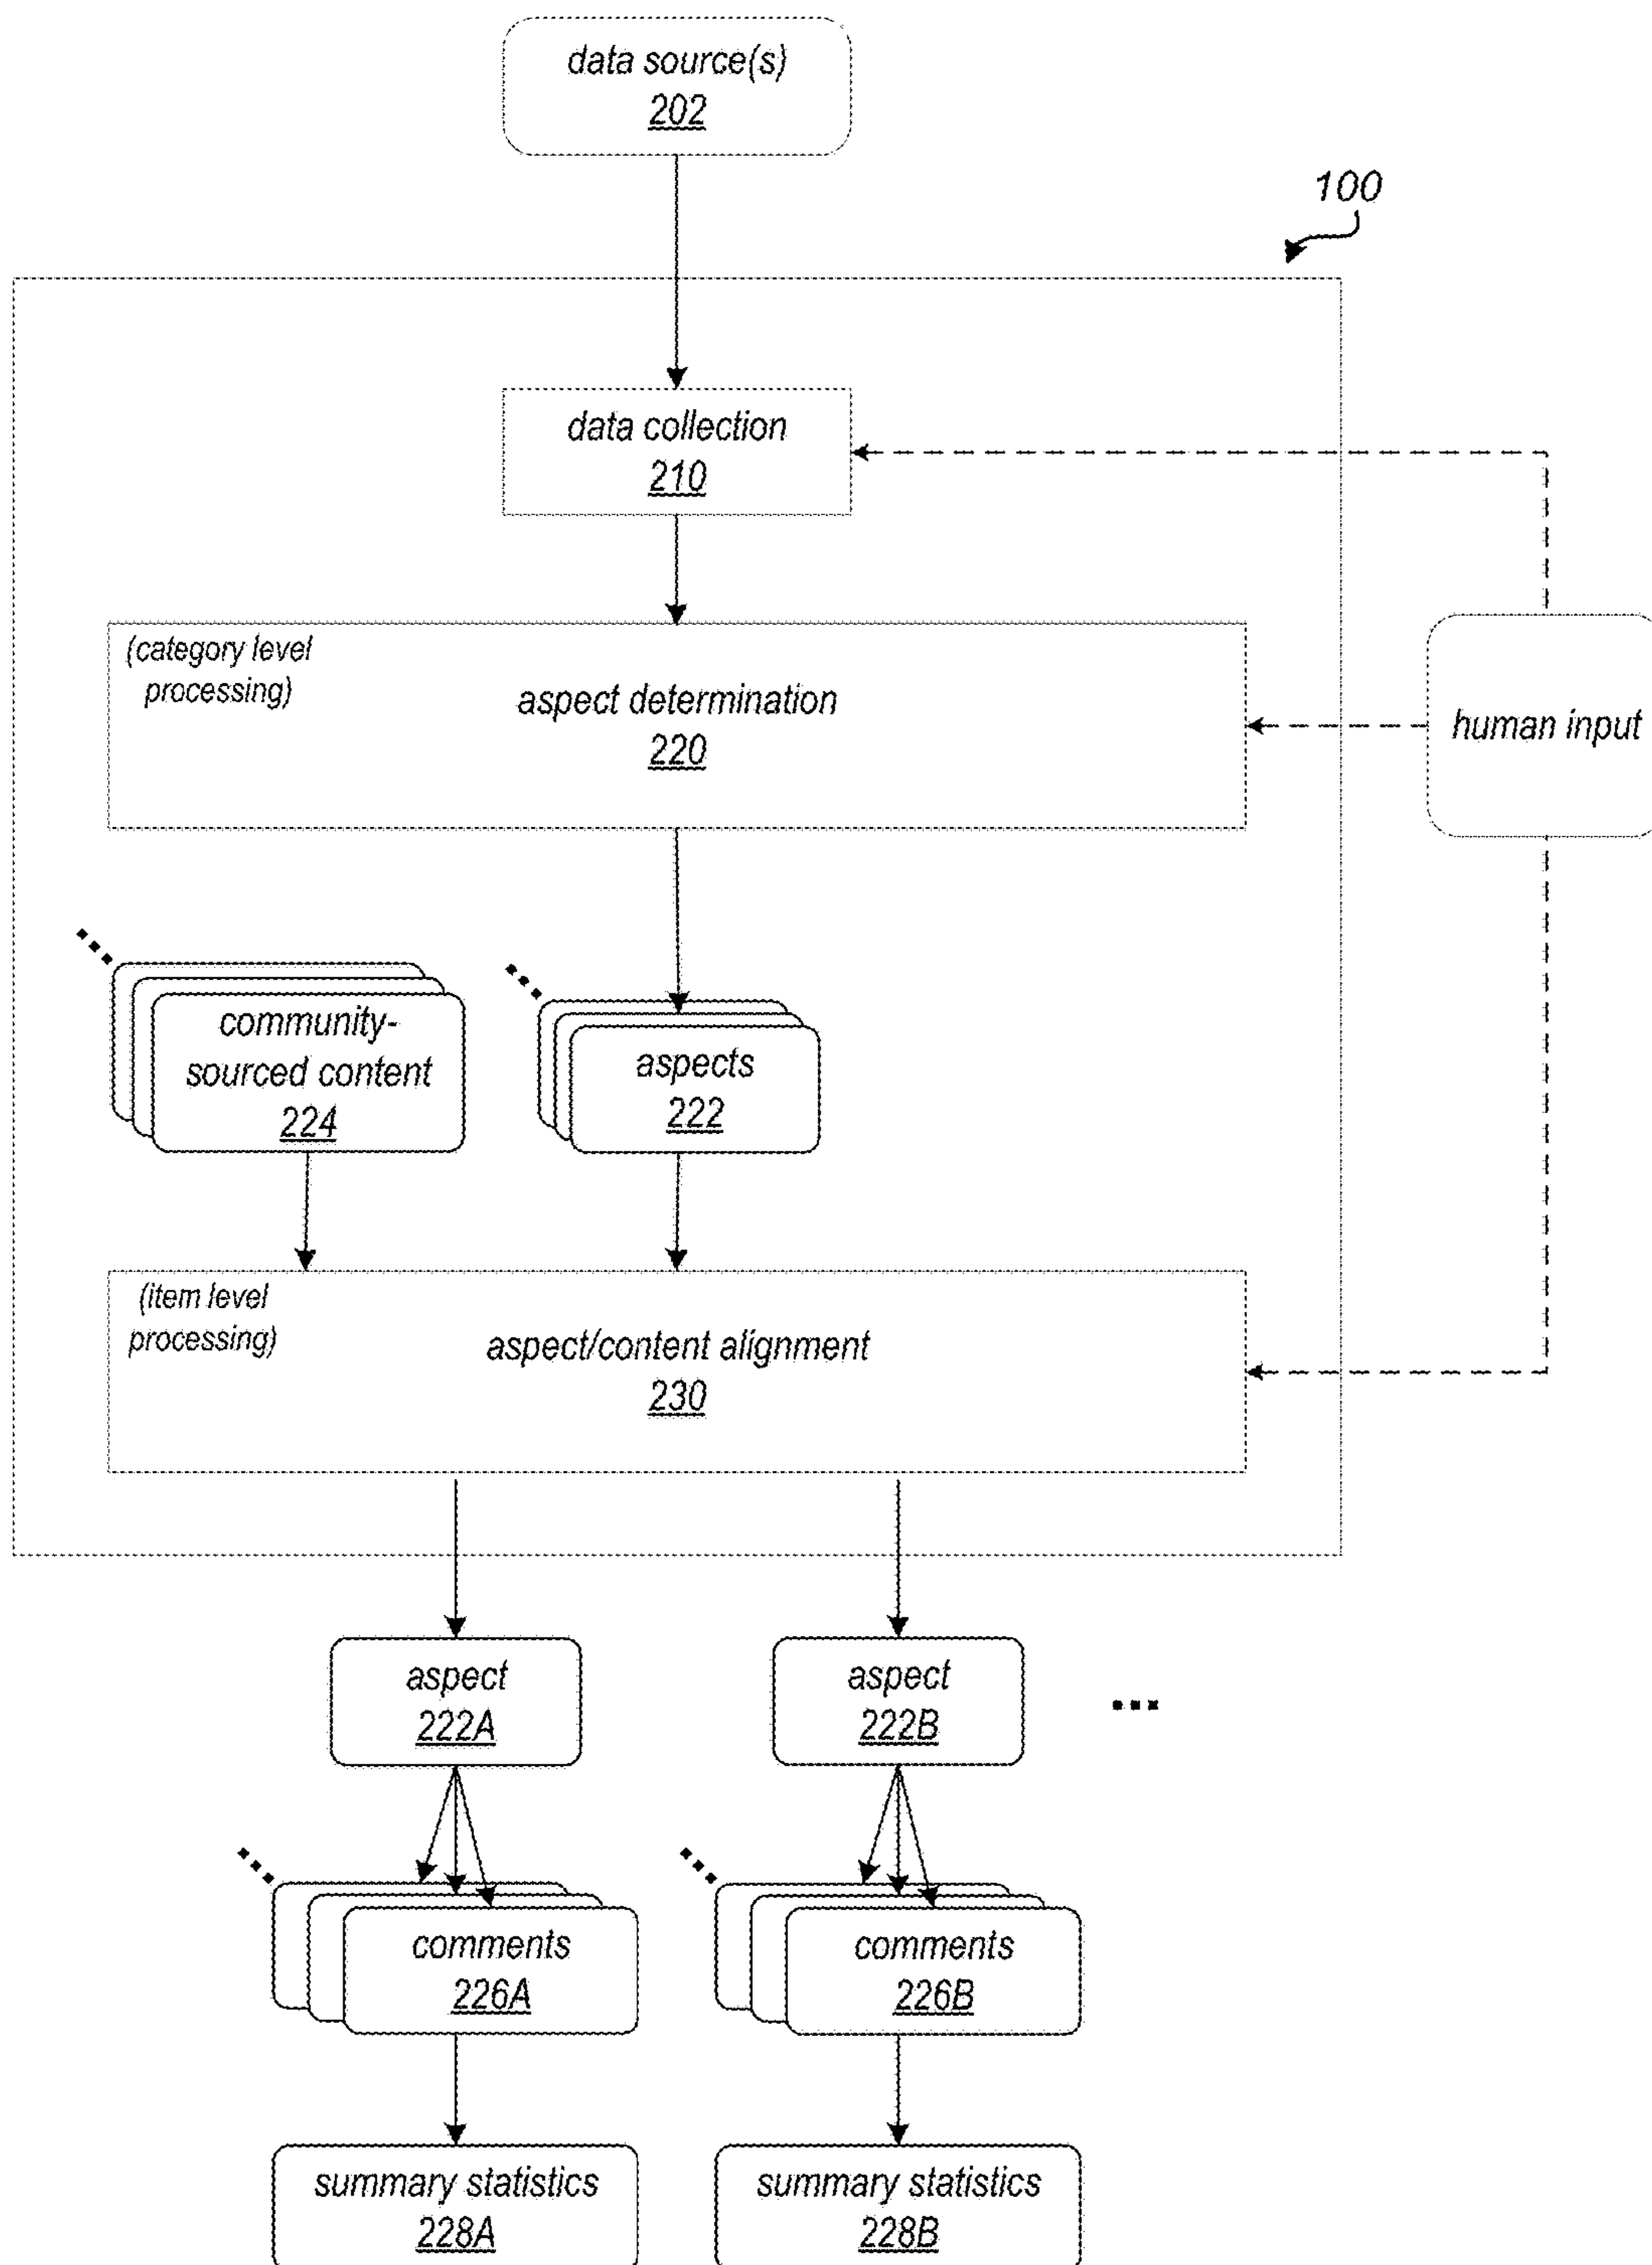 data source(s)
202
100
data collection
210
(category level
processing)
aspect determination
220
human input
community-
sourced content
224
aspects
222
(item level
processing)
aspect/content alignment
230
aspect
222A
aspect
222B
comments
226A
comments
226B
summary statistics
228A
summary statistics
228B